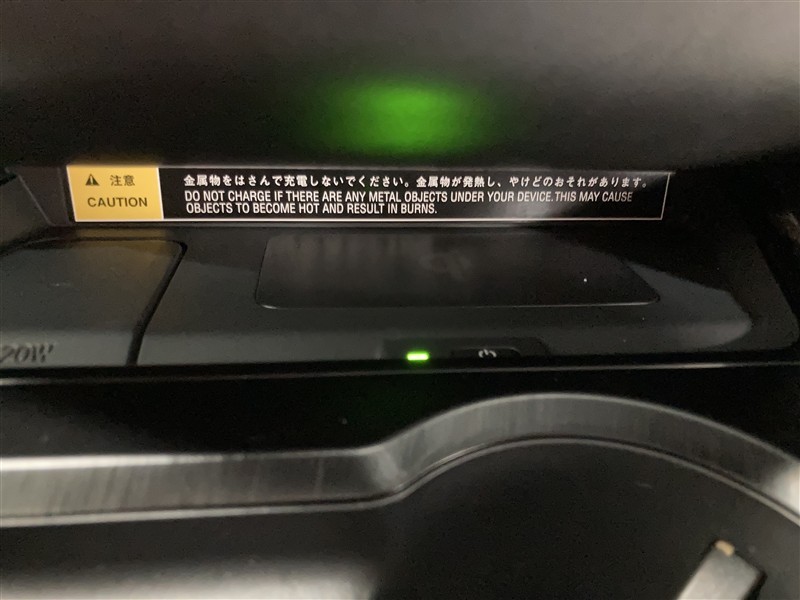 注意
CAUTION
金属物をはさんで充電しないでください。金属物が発熱し、やけどのおそれがあります。
DO NOT CHARGE IF THERE ARE ANY METAL OBJECTS UNDER YOUR DEVICE.THIS MAY CAUSE
OBJECTS TO BECOME HOT AND RESULT IN BURNS.
20W